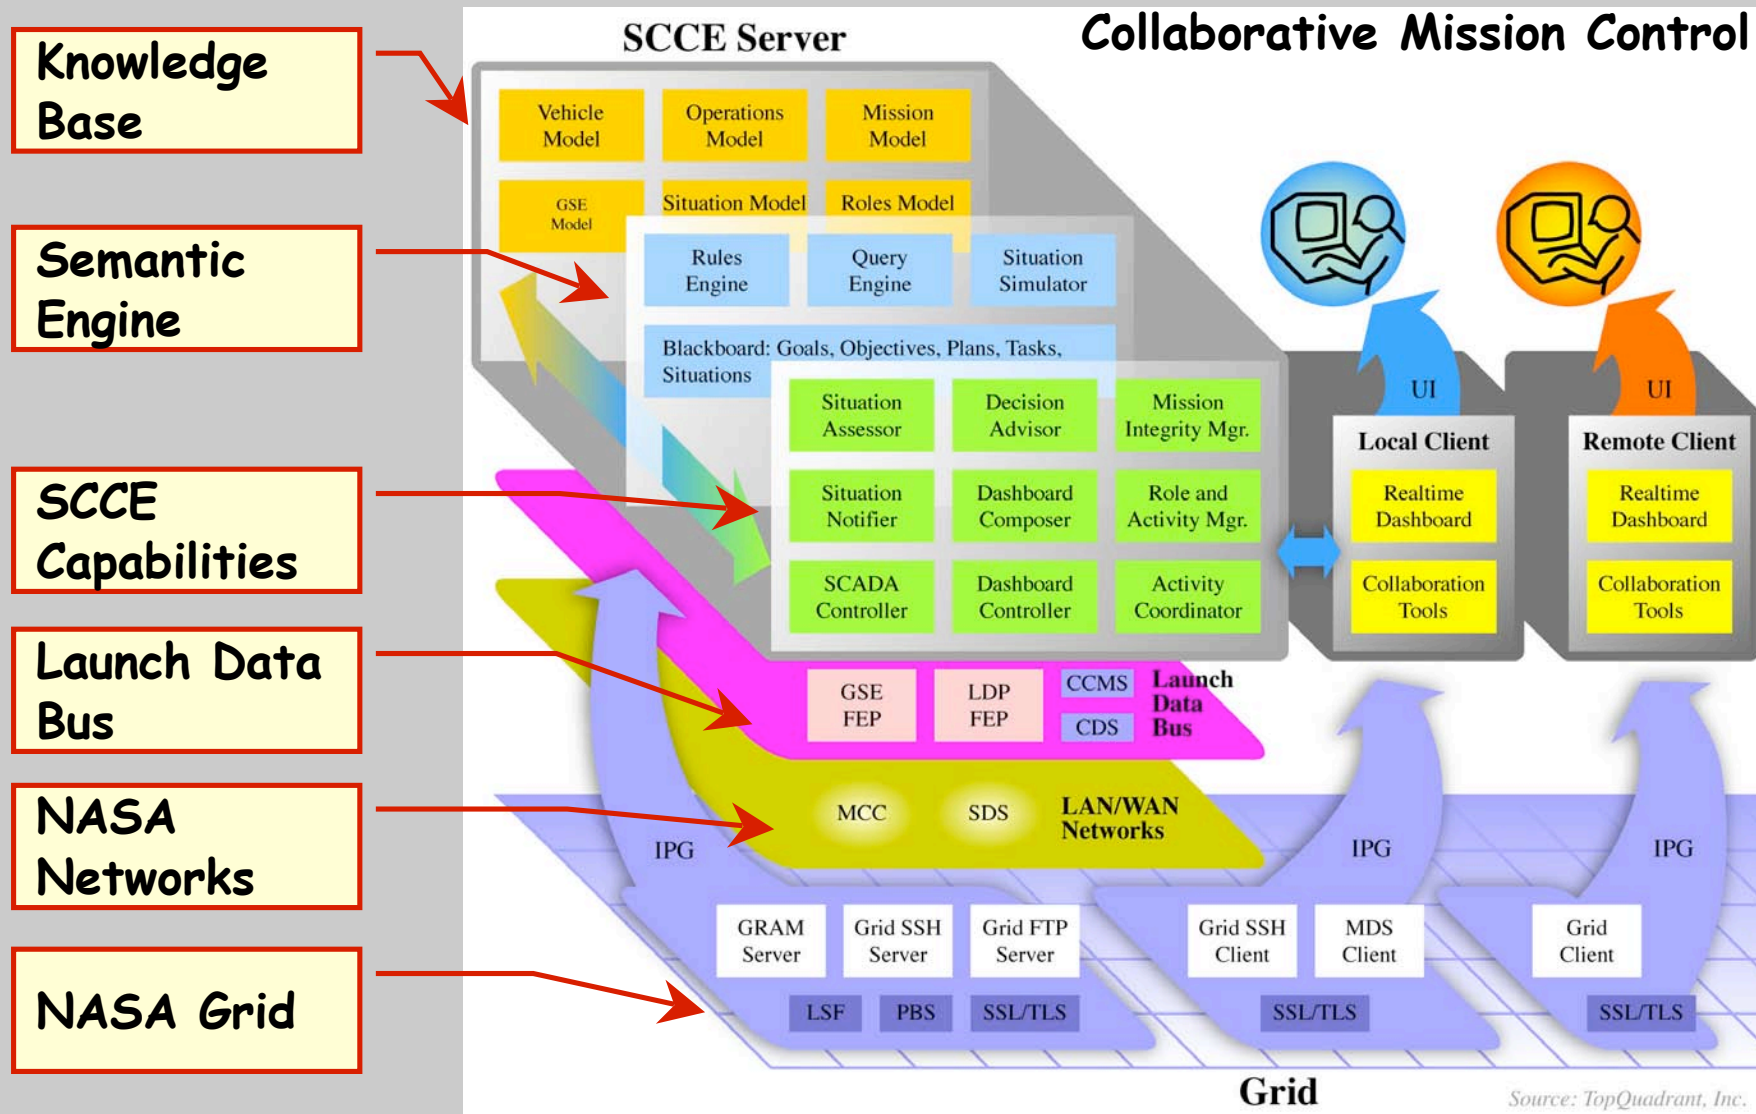 SCCE Server
Collaborative Mission Control
Knowledge
Base
Semantic
Engine
SCCE
Capabilities
Launch Data
Bus
NASA
Networks
NASA Grid
Vehicle
Model
Operations
Model
Mission
Model
GSE
Model
Situation Model
Roles Model
Rules
Engine
Query
Engine
Situation
Simulator
Blackboard: Goals, Objectives, Plans, Tasks,
Situations
Situation
Assessor
Decision
Advisor
Mission
Integrity Mgr.
Situation
Notifier
Dashboard
Composer
Role and
Activity Mgr.
SCADA
Controller
Dashboard
Controller
Activity
Coordinator
UI
Local Client
Realtime
Dashboard
Collaboration
Tools
UI
Remote Client
Realtime
Dashboard
Collaboration
Tools
GSE
FEP
LDP
FEP
CCMS
CDS
Launch
Data
Bus
MCC
SDS
LAN/WAN
Networks
IPG
IPG
IPG
GRAM
Server
Grid SSH
Server
Grid FTP
Server
LSF
PBS
SSL/TLS
Grid SSH
Client
MDS
Client
SSL/TLS
Grid
Client
SSL/TLS
Grid
Source: TopQuadrant, Inc.